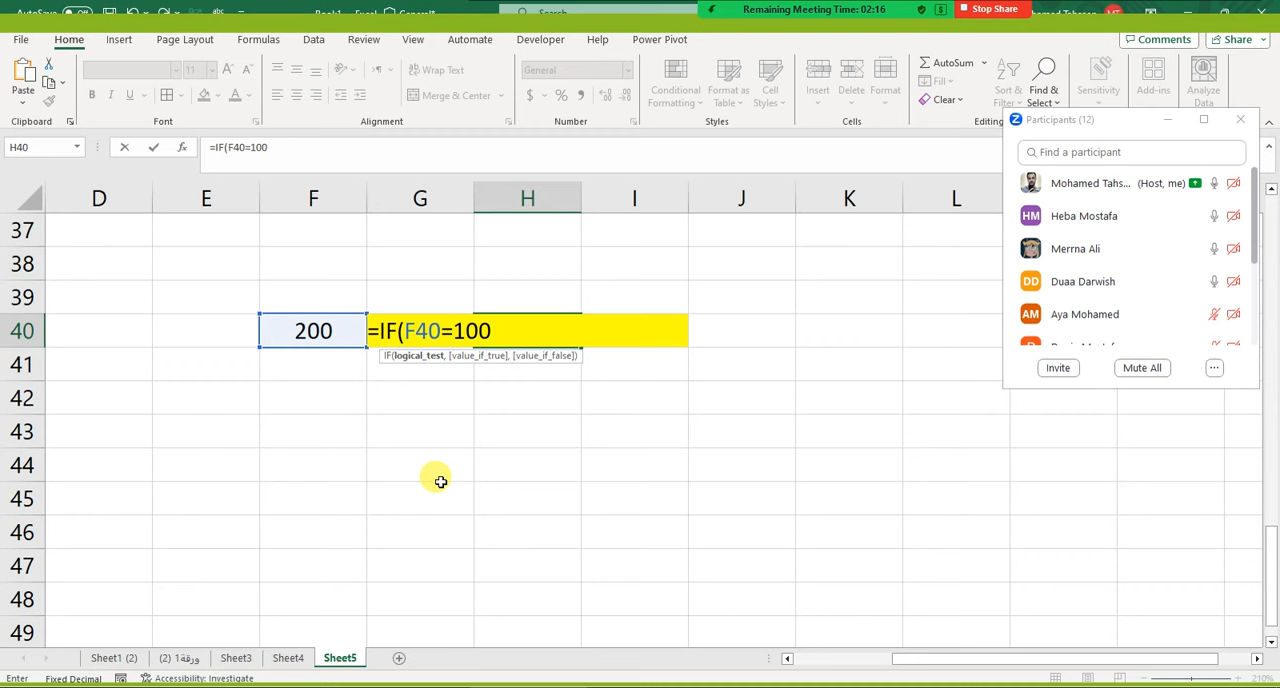 AutoSave Off Book1 - Excel General* Search
Remaining Meeting Time: 02:16 Stop Share
File Home Insert Page Layout Formulas Data Review View Automate Developer Help Power Pivot Comments Share
11 Wrap Text General AutoSum
Paste B I U Merge & Center $ % Conditional Formatting Format as Table Cell Styles Insert Delete Format Fill Clear Sort & Filter Find & Select Sensitivity Add-ins Analyze Data
Clipboard Font Alignment Number Styles Cells Editing
Participants (12)
H40 fx =IF(F40=100
Find a participant
Mohamed Tahs... (Host, me)
HM Heba Mostafa
Merrna Ali
DD Duaa Darwish
AM Aya Mohamed
Invite Mute All ...
D E F G H I J K L
37
38
39
40 200 =IF(F40=100
IF(logical_test, [value_if_true], [value_if_false])
41
42
43
44
45
46
47
48
49
Sheet1 (2) ورقة1 (2) Sheet3 Sheet4 Sheet5
Enter Fixed Decimal Accessibility: Investigate 210%